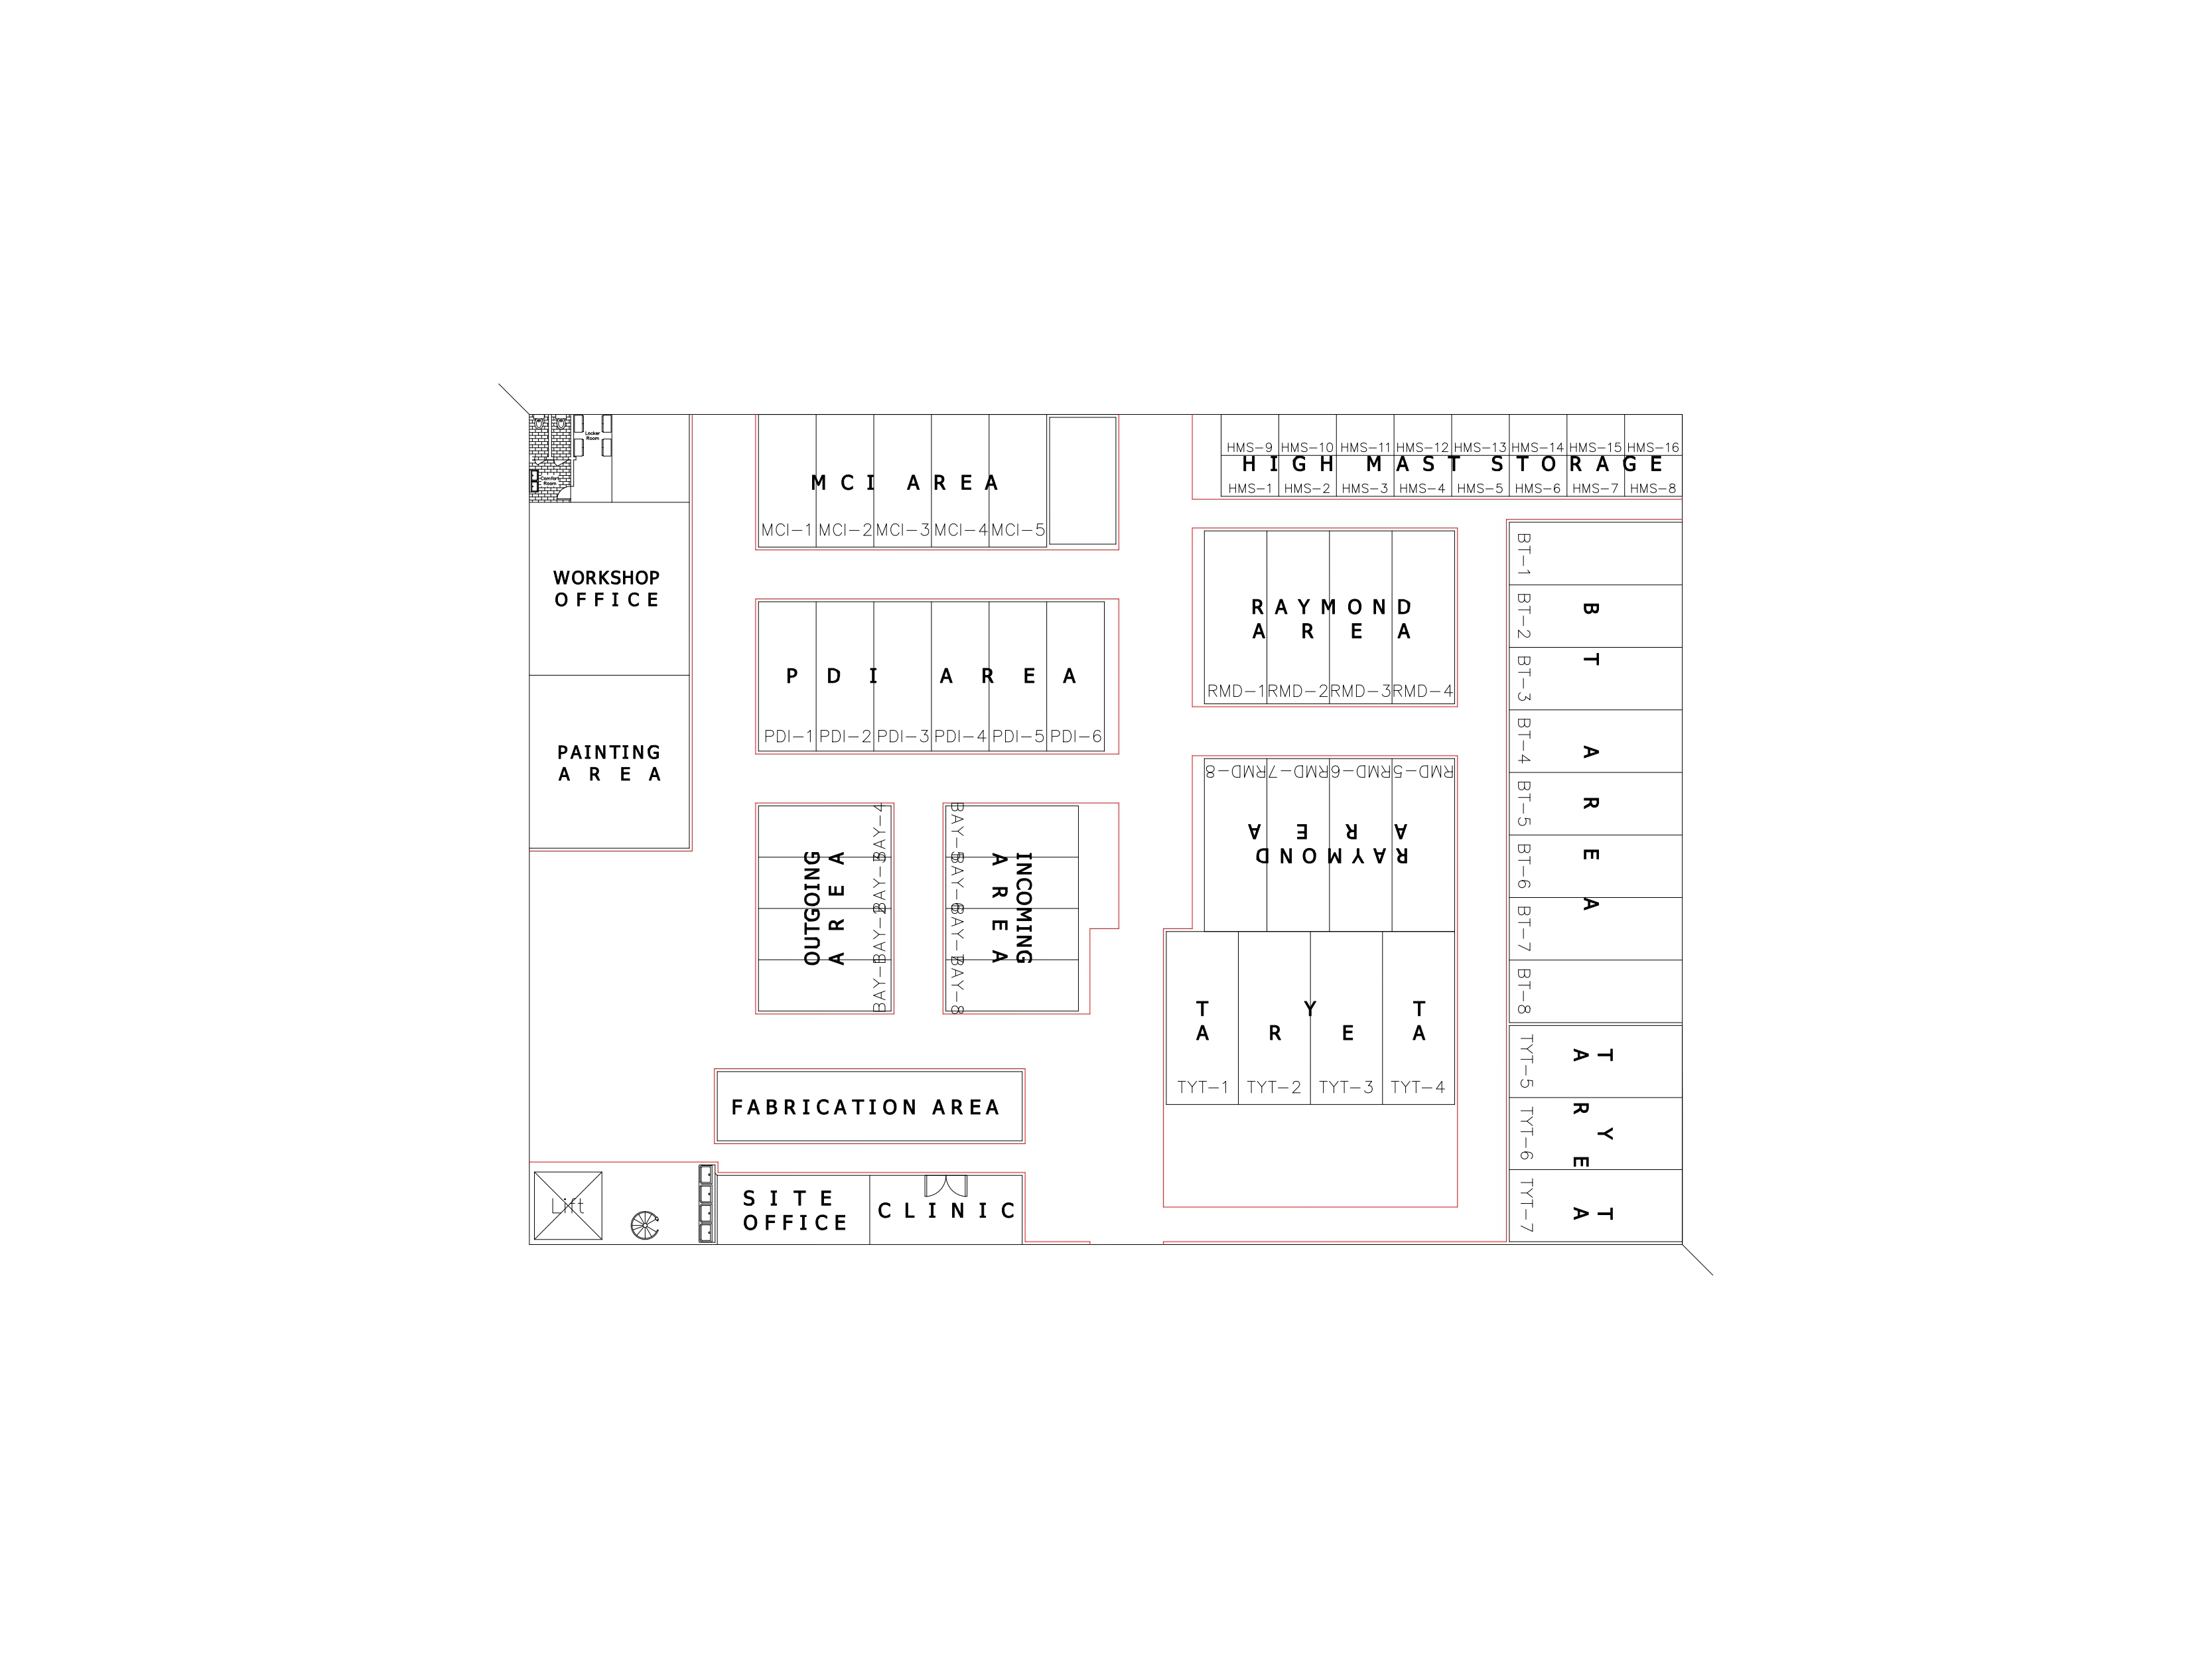 Locker
Room
Comfort
Room
WORKSHOP
OFFICE
PAINTING
AREA
MCI AREA
MCI-1 MCI-2 MCI-3 MCI-4 MCI-5
PDI AREA
PDI-1 PDI-2 PDI-3 PDI-4 PDI-5 PDI-6
OUTGOING
AREA
BAY-1 BAY-2 BAY-3 BAY-4
INCOMING
AREA
BAY-5 BAY-6 BAY-7 BAY-8
FABRICATION AREA
Lift
SITE
OFFICE
CLINIC
HMS-9 HMS-10 HMS-11 HMS-12 HMS-13 HMS-14 HMS-15 HMS-16
HIGH MAST STORAGE
HMS-1 HMS-2 HMS-3 HMS-4 HMS-5 HMS-6 HMS-7 HMS-8
RAYMOND
AREA
RMD-1 RMD-2 RMD-3 RMD-4
RAYMOND
AREA
RMD-5 RMD-6 RMD-7 RMD-8
TYT
AREA
TYT-1 TYT-2 TYT-3 TYT-4
BT AREA
BT-1
BT-2
BT-3
BT-4
BT-5
BT-6
BT-7
BT-8
TYT
AREA
TYT-5
TYT-6
TYT-7